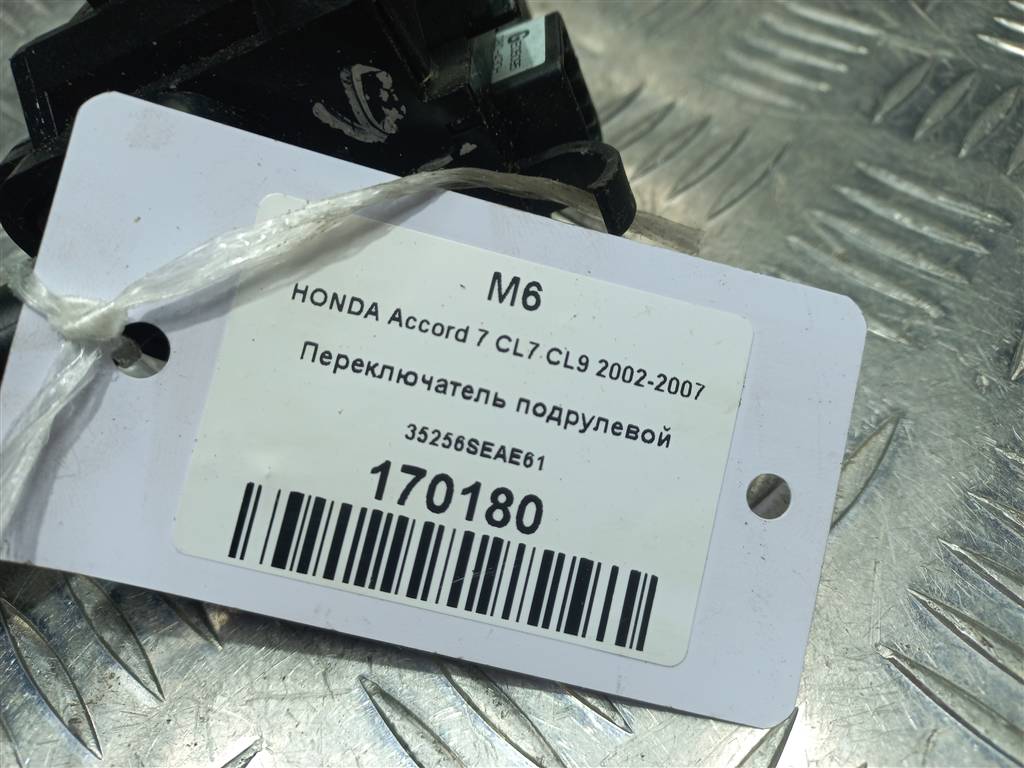 M6
HONDA Accord 7 CL7 CL9 2002-2007
Переключатель подрулевой
35256SEAE61
170180